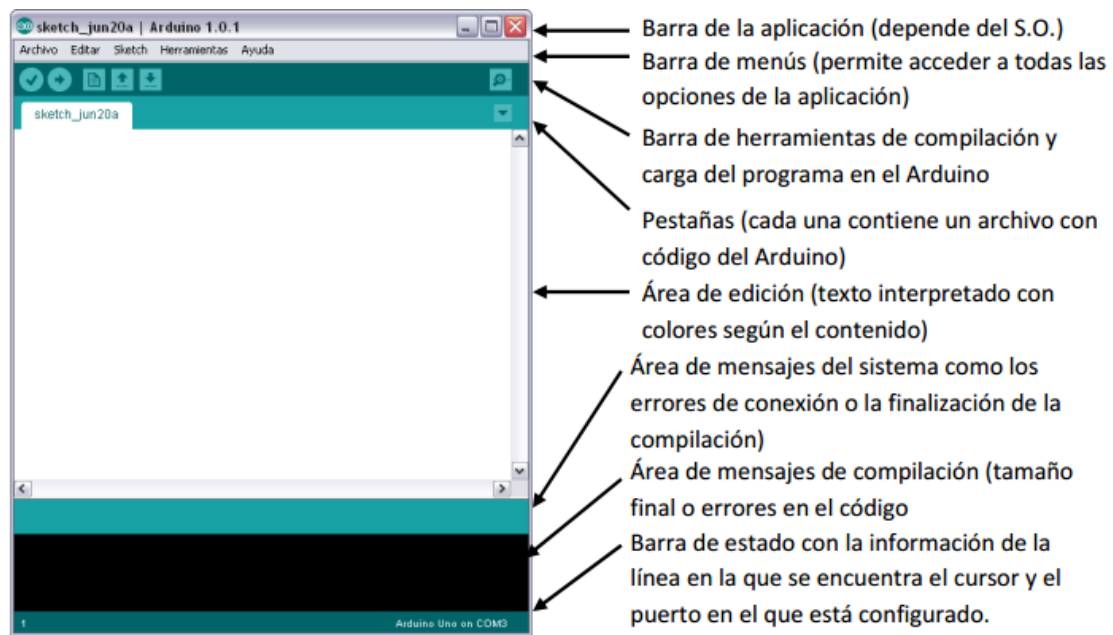 sketch_jun20a | Arduino 1.0.1
Archivo Editar Sketch Herramientas Ayuda
sketch_jun20a
1
Arduino Uno on COM3
Barra de la aplicación (depende del S.O.)
Barra de menús (permite acceder a todas las
opciones de la aplicación)
Barra de herramientas de compilación y
carga del programa en el Arduino
Pestañas (cada una contiene un archivo con
código del Arduino)
Área de edición (texto interpretado con
colores según el contenido)
Área de mensajes del sistema como los
errores de conexión o la finalización de la
compilación)
Área de mensajes de compilación (tamaño
final o errores en el código
Barra de estado con la información de la
línea en la que se encuentra el cursor y el
puerto en el que está configurado.